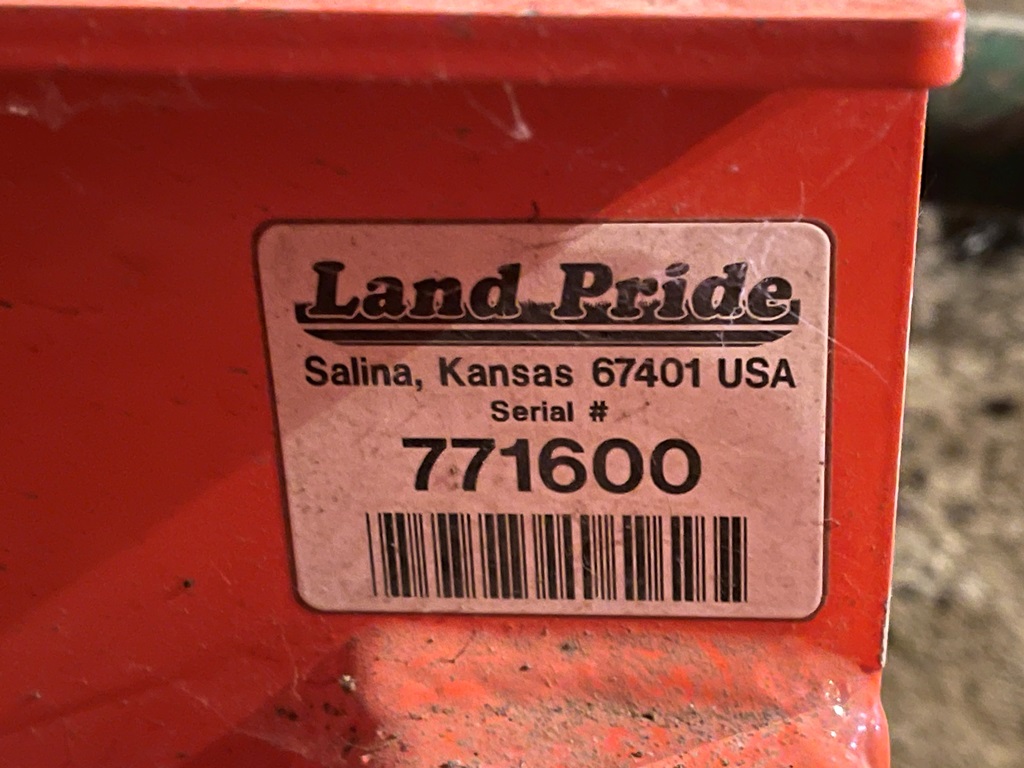 Land Pride
Salina, Kansas 67401 USA
Serial #
771600